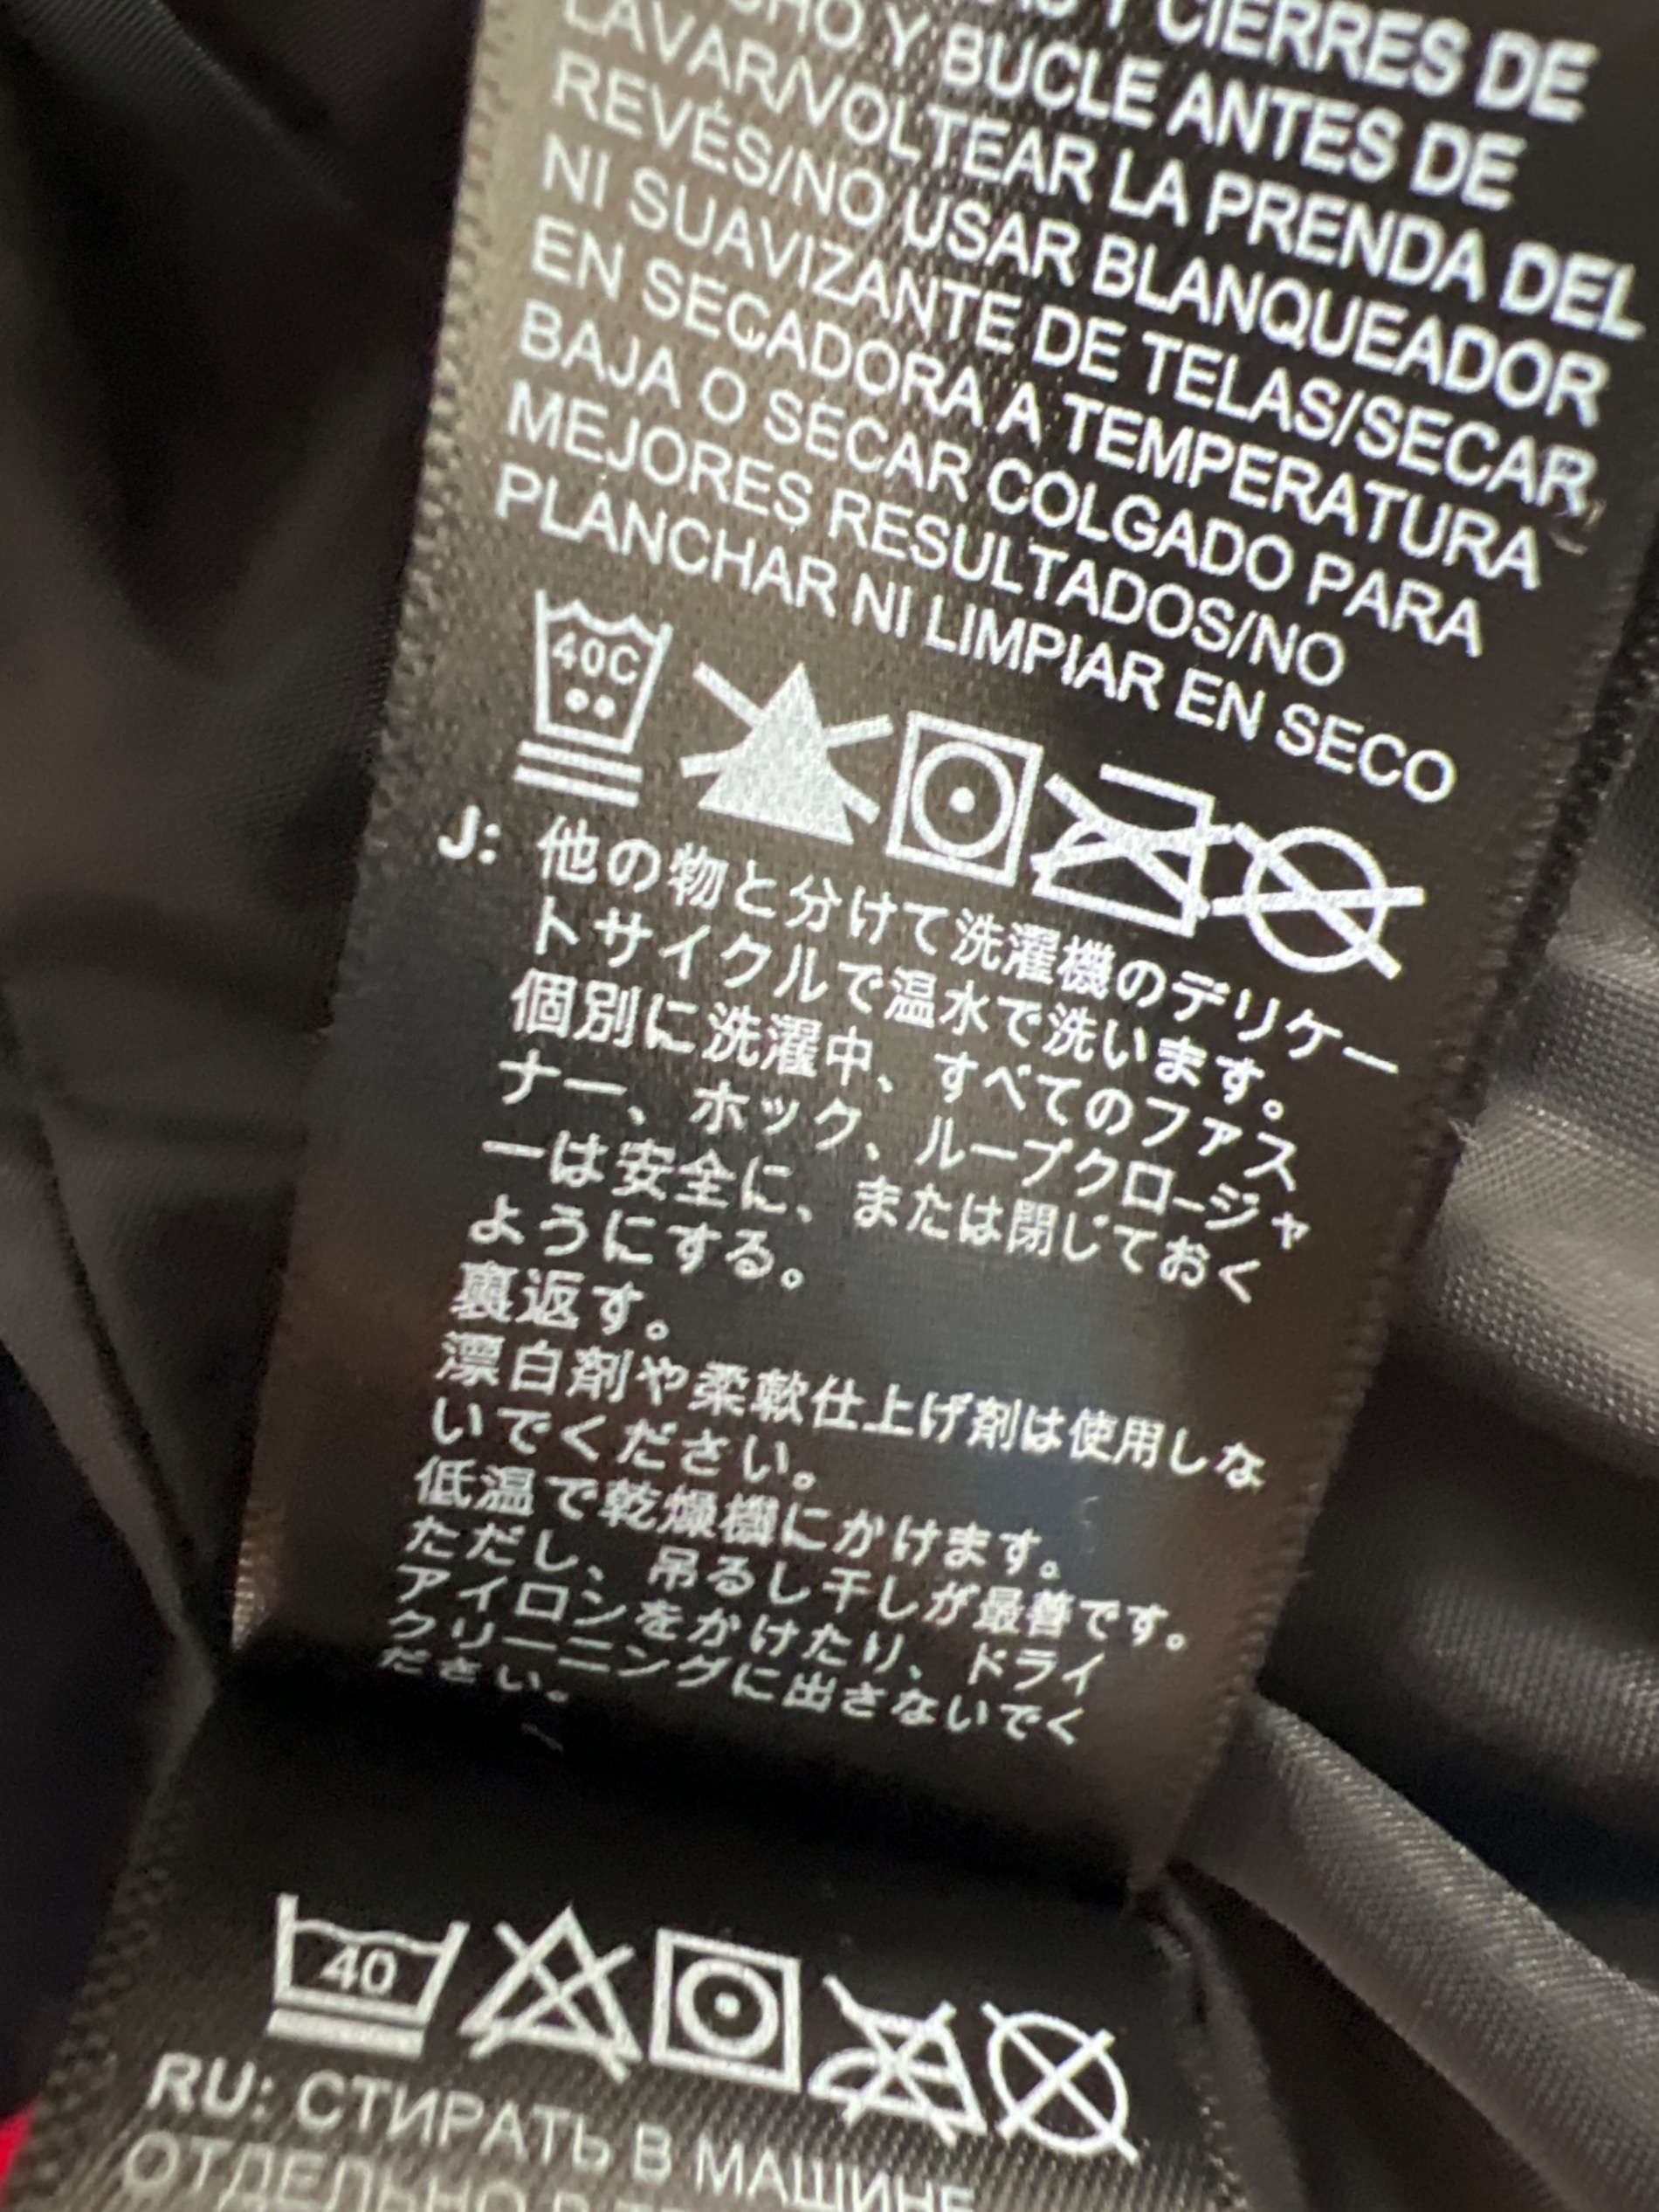 Y CIERRES DE
Y BUCLE ANTES DE
LAVAR/VOLTEAR LA PRENDA DEL
REVÉS/NO USAR BLANQUEADOR
NI SUAVIZANTE DE TELAS/SECAR
EN SECADORA A TEMPERATURA
BAJA O SECAR COLGADO PARA
MEJORES RESULTADOS/NO
PLANCHAR NI LIMPIAR EN SECO
40C
J: 他の物と分けて洗濯機のデリケー
トサイクルで温水で洗います。
個別に洗濯中、すべてのファス
ナー、ホック、ループクロージャ
ーは安全に、または閉じておく
ようにする。
裏返す。
漂白剤や柔軟仕上げ剤は使用しな
いでください。
低温で乾燥機にかけます。
ただし、吊るし干しが最善です。
アイロンをかけたり、ドライ
クリーニングに出さないでく
ださい。
40
RU: СТИРАТЬ В МАШИНЕ
ОТДЕЛЬНО В